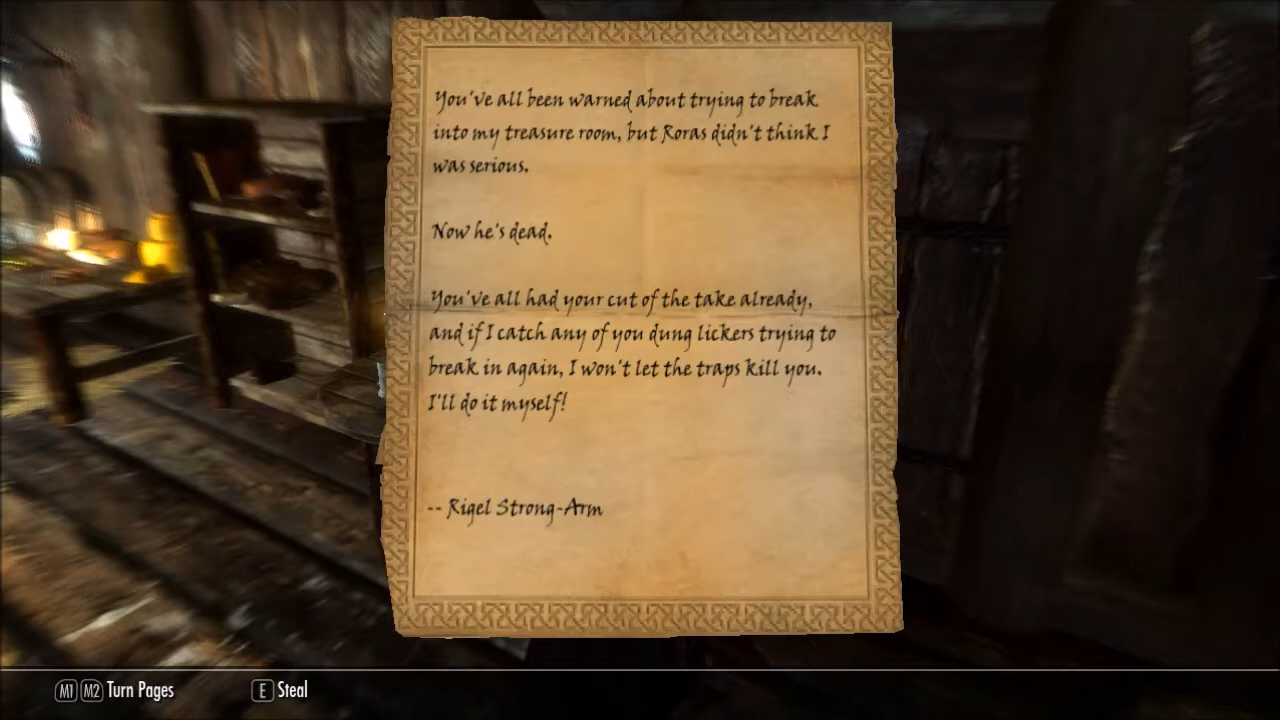 You've all been warned about trying to break
into my treasure room, but Roras didn't think I
was serious.
Now he's dead.
You've all had your cut of the take already,
and if I catch any of you dung lickers trying to
break in again, I won't let the traps kill you.
I'll do it myself!
-- Rigel Strong-Arm
M1 M2 Turn Pages E Steal